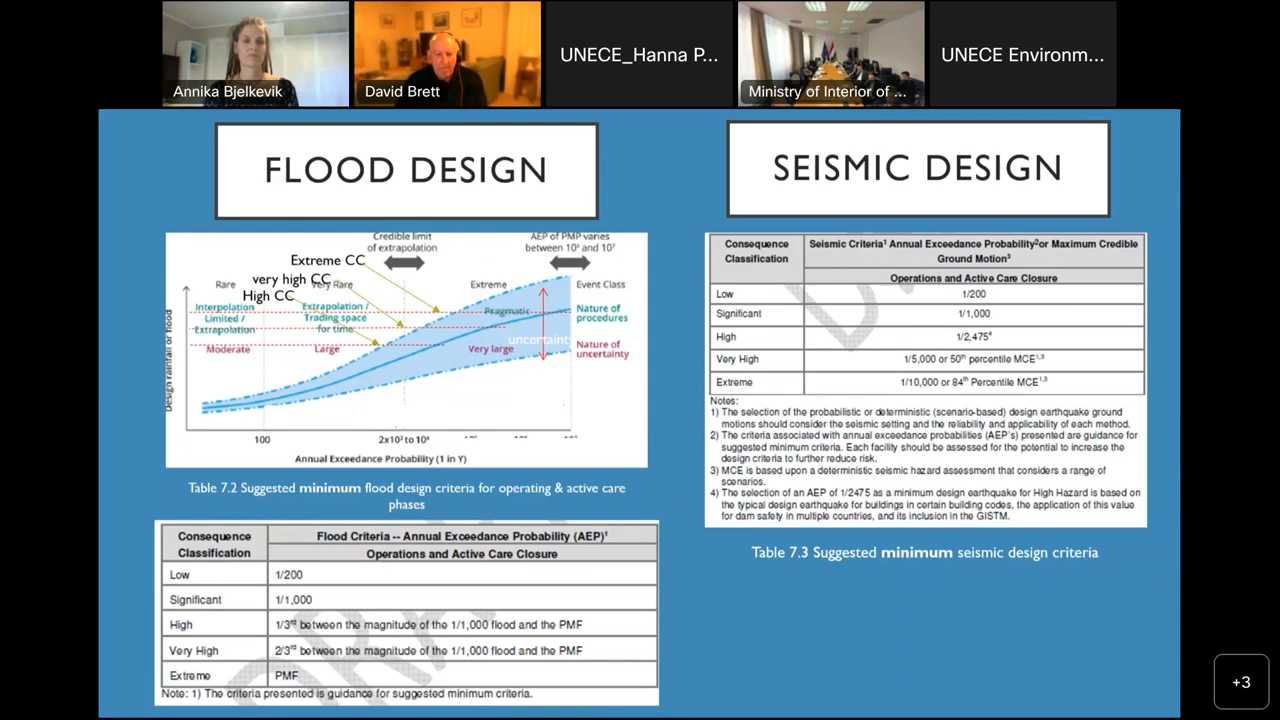 Annika Bjelkevik
David Brett
UNECE_Hanna P...
Ministry of Interior of ...
UNECE Environm...
FLOOD DESIGN
Credible limit
of extrapolation
AEP of PMP varies
between 10⁴ and 10⁷
Extreme CC
very high CC
High CC
Rare
Very Rare
Extreme
Event Class
Interpolation
Limited /
Extrapolation
Extrapolation /
Trading space
for time
Pragmatic
Nature of
procedures
uncertainty
Moderate
Large
Very large
Nature of
uncertainty
Design rainfall or flood
100
2x10³ to 10⁴
Annual Exceedance Probability (1 in Y)
Table 7.2 Suggested minimum flood design criteria for operating & active care
phases
Consequence
Classification
Flood Criteria -- Annual Exceedance Probability (AEP)¹
Operations and Active Care Closure
Low 1/200
Significant 1/1,000
High 1/3rd between the magnitude of the 1/1,000 flood and the PMF
Very High 2/3rd between the magnitude of the 1/1,000 flood and the PMF
Extreme PMF
Note: 1) The criteria presented is guidance for suggested minimum criteria.
SEISMIC DESIGN
Consequence
Classification
Seismic Criteria¹ Annual Exceedance Probability²or Maximum Credible
Ground Motion³
Operations and Active Care Closure
Low 1/200
Significant 1/1,000
High 1/2,475⁴
Very High 1/5,000 or 50th percentile MCE¹,³
Extreme 1/10,000 or 84th Percentile MCE¹,³
Notes:
1) The selection of the probabilistic or deterministic (scenario-based) design earthquake ground
motions should consider the seismic setting and the reliability and applicability of each method.
2) The criteria associated with annual exceedance probabilities (AEP's) presented are guidance for
suggested minimum criteria. Each facility should be assessed for the potential to increase the
design criteria to further reduce risk.
3) MCE is based upon a deterministic seismic hazard assessment that considers a range of
scenarios.
4) The selection of an AEP of 1/2475 as a minimum design earthquake for High Hazard is based on
the typical design earthquake for buildings in certain building codes, the application of this value
for dam safety in multiple countries, and its inclusion in the GISTM.
Table 7.3 Suggested minimum seismic design criteria
+3